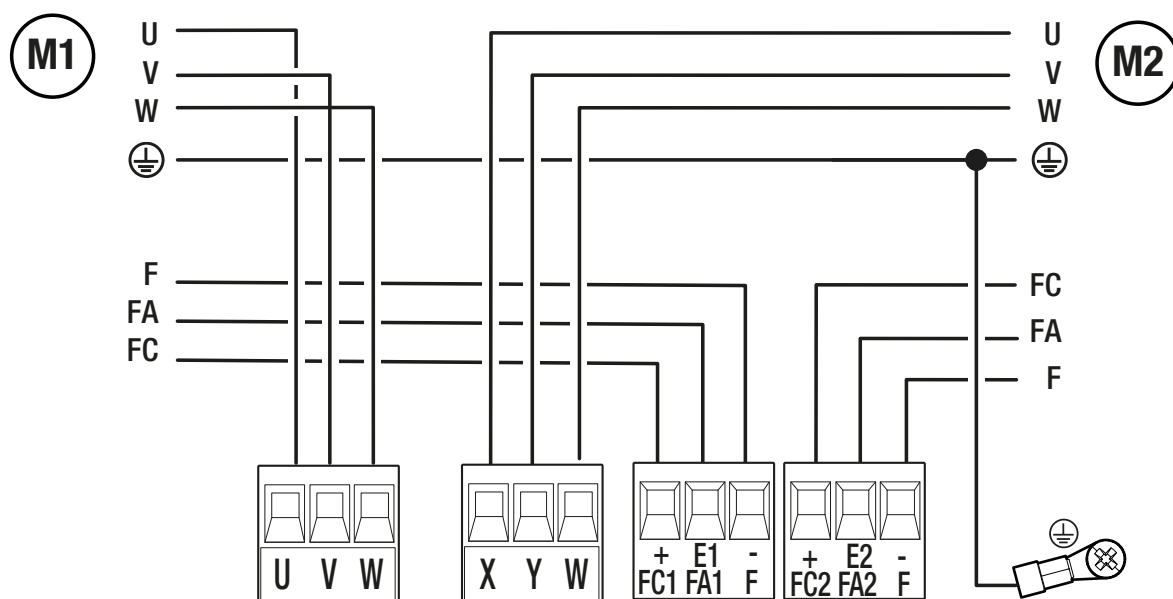 M1
U
V
W
F
FA
FC
U
V
W
M2
FC
FA
F
U V W
X Y W
+ E1 -
FC1 FA1 F
+ E2 -
FC2 FA2 F